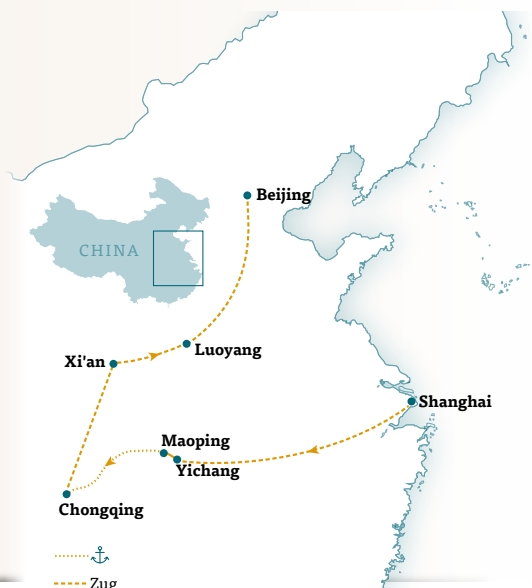 Beijing
CHINA
Luoyang
Xi'an
Shanghai
Maoping
Yichang
Chongqing
Zug